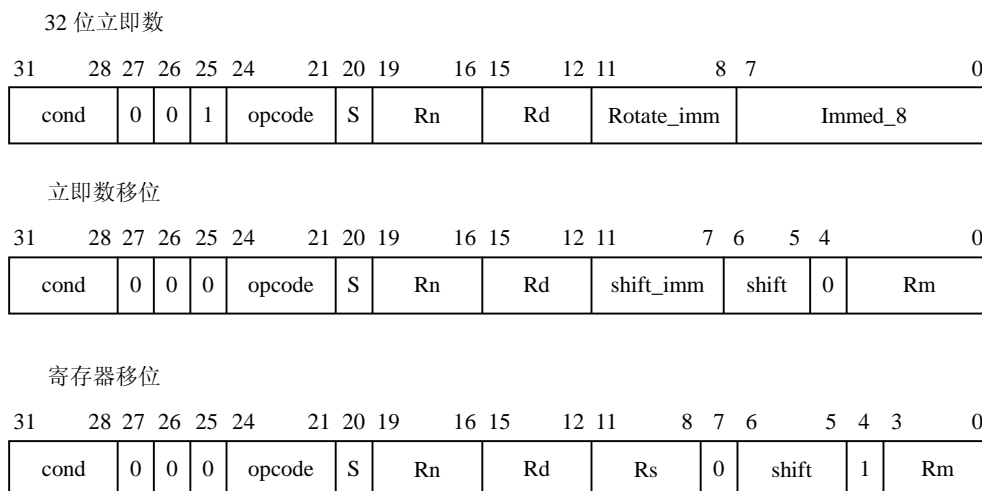 32 位立即数
31 28 27 26 25 24 21 20 19 16 15 12 11 8 7 0
cond 0 0 1 opcode S Rn Rd Rotate_imm Immed_8
立即数移位
31 28 27 26 25 24 21 20 19 16 15 12 11 7 6 5 4 0
cond 0 0 0 opcode S Rn Rd shift_imm shift 0 Rm
寄存器移位
31 28 27 26 25 24 21 20 19 16 15 12 11 8 7 6 5 4 3 0
cond 0 0 0 opcode S Rn Rd Rs 0 shift 1 Rm